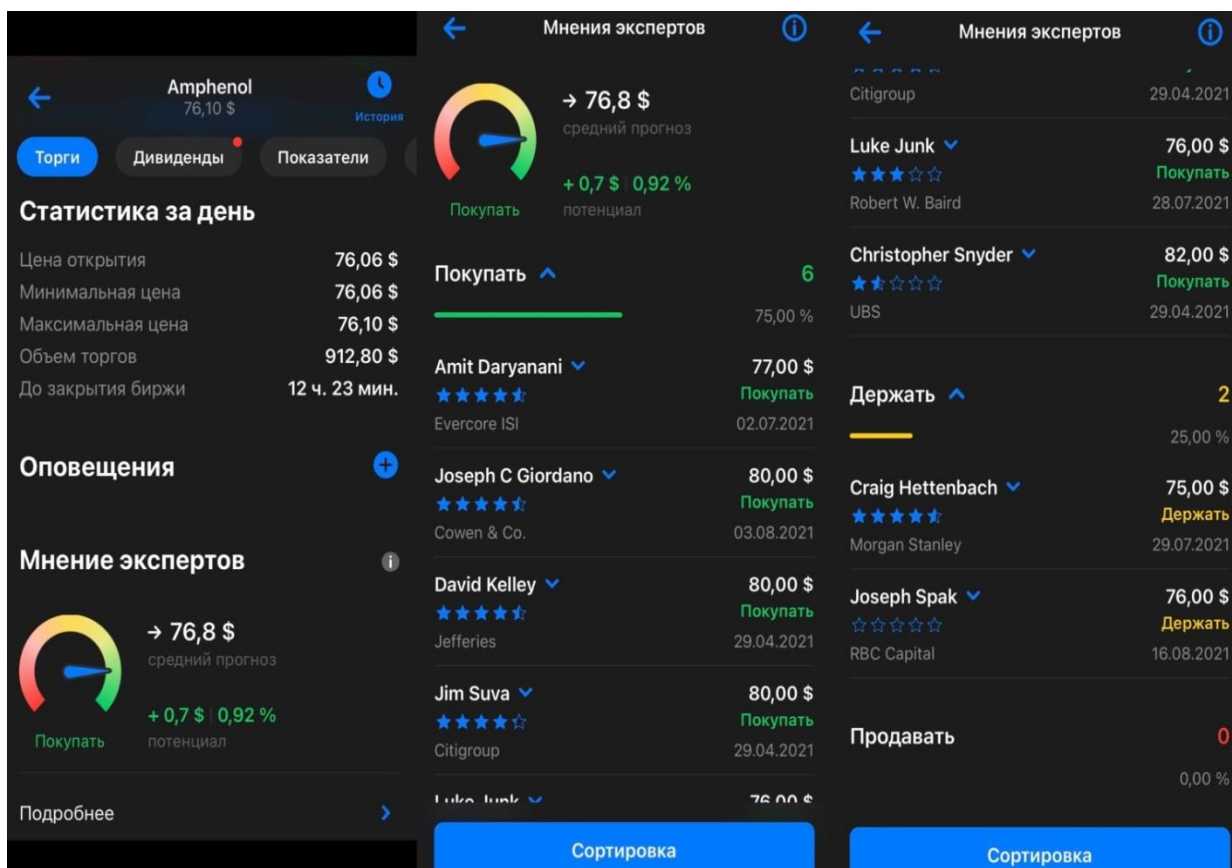 Amphenol
76,10 $
История
Торги
Дивиденды
Показатели
Статистика за день
Цена открытия 76,06 $
Минимальная цена 76,06 $
Максимальная цена 76,10 $
Объем торгов 912,80 $
До закрытия биржи 12 ч. 23 мин.
Оповещения
Мнение экспертов
→ 76,8 $
средний прогноз
+ 0,7 $ | 0,92 %
Покупать потенциал
Подробнее
Мнения экспертов
→ 76,8 $
средний прогноз
+ 0,7 $ | 0,92 %
Покупать потенциал
Покупать 6
75,00 %
Amit Daryanani 77,00 $
Покупать
Evercore ISI 02.07.2021
Joseph C Giordano 80,00 $
Покупать
Cowen & Co. 03.08.2021
David Kelley 80,00 $
Покупать
Jefferies 29.04.2021
Jim Suva 80,00 $
Покупать
Citigroup 29.04.2021
Luke Junk 76,00 $
Сортировка
Мнения экспертов
Citigroup 29.04.2021
Luke Junk 76,00 $
Покупать
Robert W. Baird 28.07.2021
Christopher Snyder 82,00 $
Покупать
UBS 29.04.2021
Держать 2
25,00 %
Craig Hettenbach 75,00 $
Держать
Morgan Stanley 29.07.2021
Joseph Spak 76,00 $
Держать
RBC Capital 16.08.2021
Продавать 0
0,00 %
Сортировка